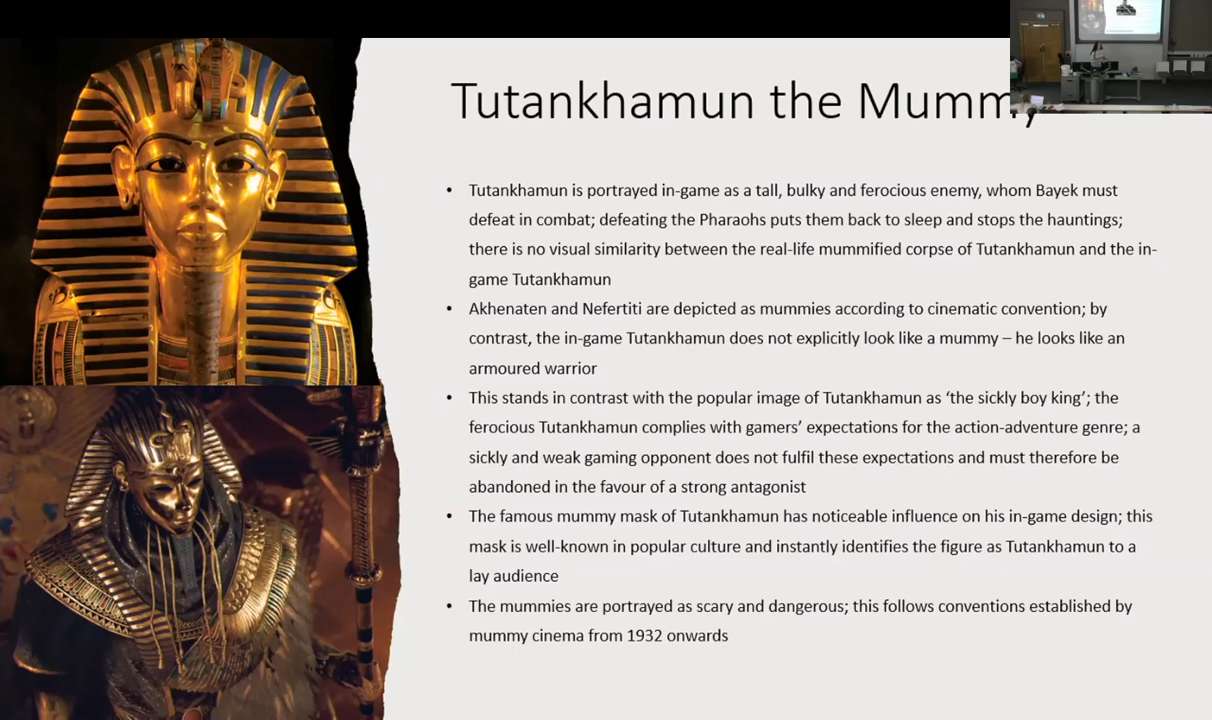 Tutankhamun the Mummy
• Tutankhamun is portrayed in-game as a tall, bulky and ferocious enemy, whom Bayek must
defeat in combat; defeating the Pharaohs puts them back to sleep and stops the hauntings;
there is no visual similarity between the real-life mummified corpse of Tutankhamun and the in-
game Tutankhamun
• Akhenaten and Nefertiti are depicted as mummies according to cinematic convention; by
contrast, the in-game Tutankhamun does not explicitly look like a mummy – he looks like an
armoured warrior
• This stands in contrast with the popular image of Tutankhamun as ‘the sickly boy king’; the
ferocious Tutankhamun complies with gamers’ expectations for the action-adventure genre; a
sickly and weak gaming opponent does not fulfil these expectations and must therefore be
abandoned in the favour of a strong antagonist
• The famous mummy mask of Tutankhamun has noticeable influence on his in-game design; this
mask is well-known in popular culture and instantly identifies the figure as Tutankhamun to a
lay audience
• The mummies are portrayed as scary and dangerous; this follows conventions established by
mummy cinema from 1932 onwards